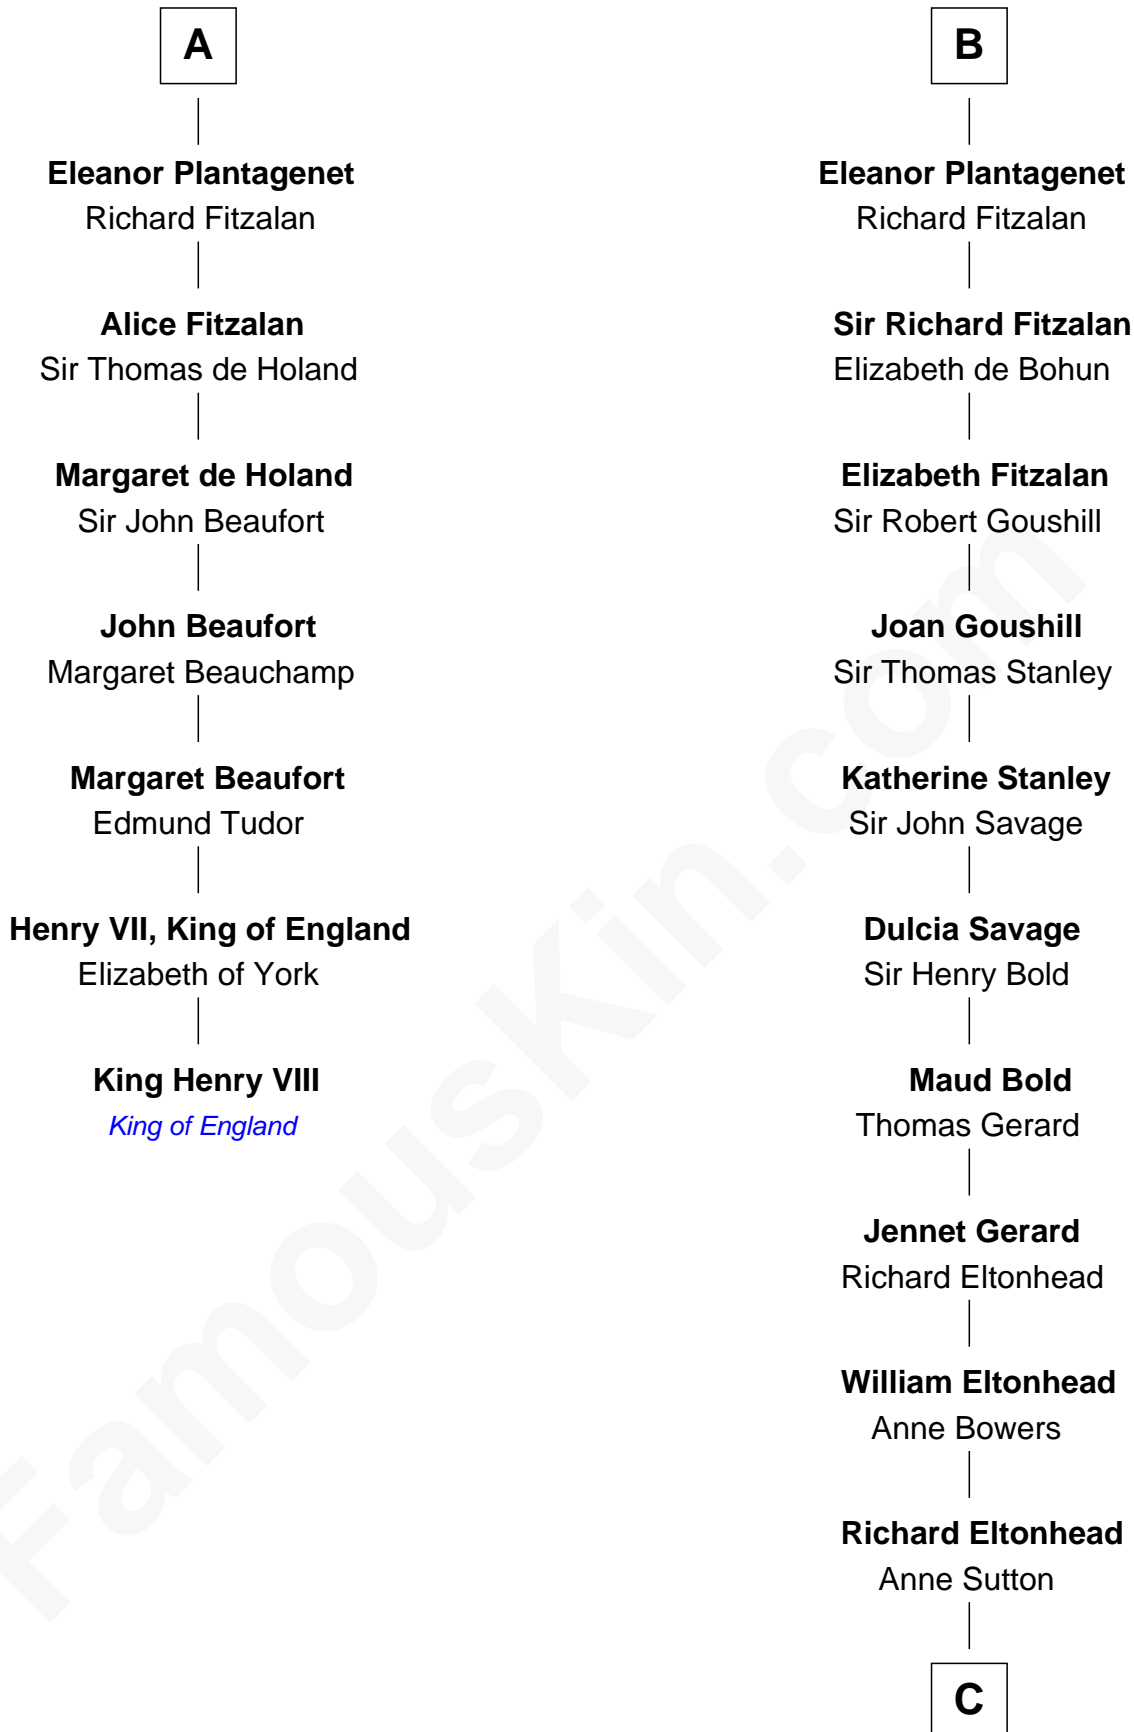 A
Eleanor Plantagenet
Richard Fitzalan
Alice Fitzalan
Sir Thomas de Holand
Margaret de Holand
Sir John Beaufort
John Beaufort
Margaret Beauchamp
Margaret Beaufort
Edmund Tudor
Henry VII, King of England
Elizabeth of York
King Henry VIII
King of England
B
Eleanor Plantagenet
Richard Fitzalan
Sir Richard Fitzalan
Elizabeth de Bohun
Elizabeth Fitzalan
Sir Robert Goushill
Joan Goushill
Sir Thomas Stanley
Katherine Stanley
Sir John Savage
Dulcia Savage
Sir Henry Bold
Maud Bold
Thomas Gerard
Jennet Gerard
Richard Eltonhead
William Eltonhead
Anne Bowers
Richard Eltonhead
Anne Sutton
C
FamousKin.com